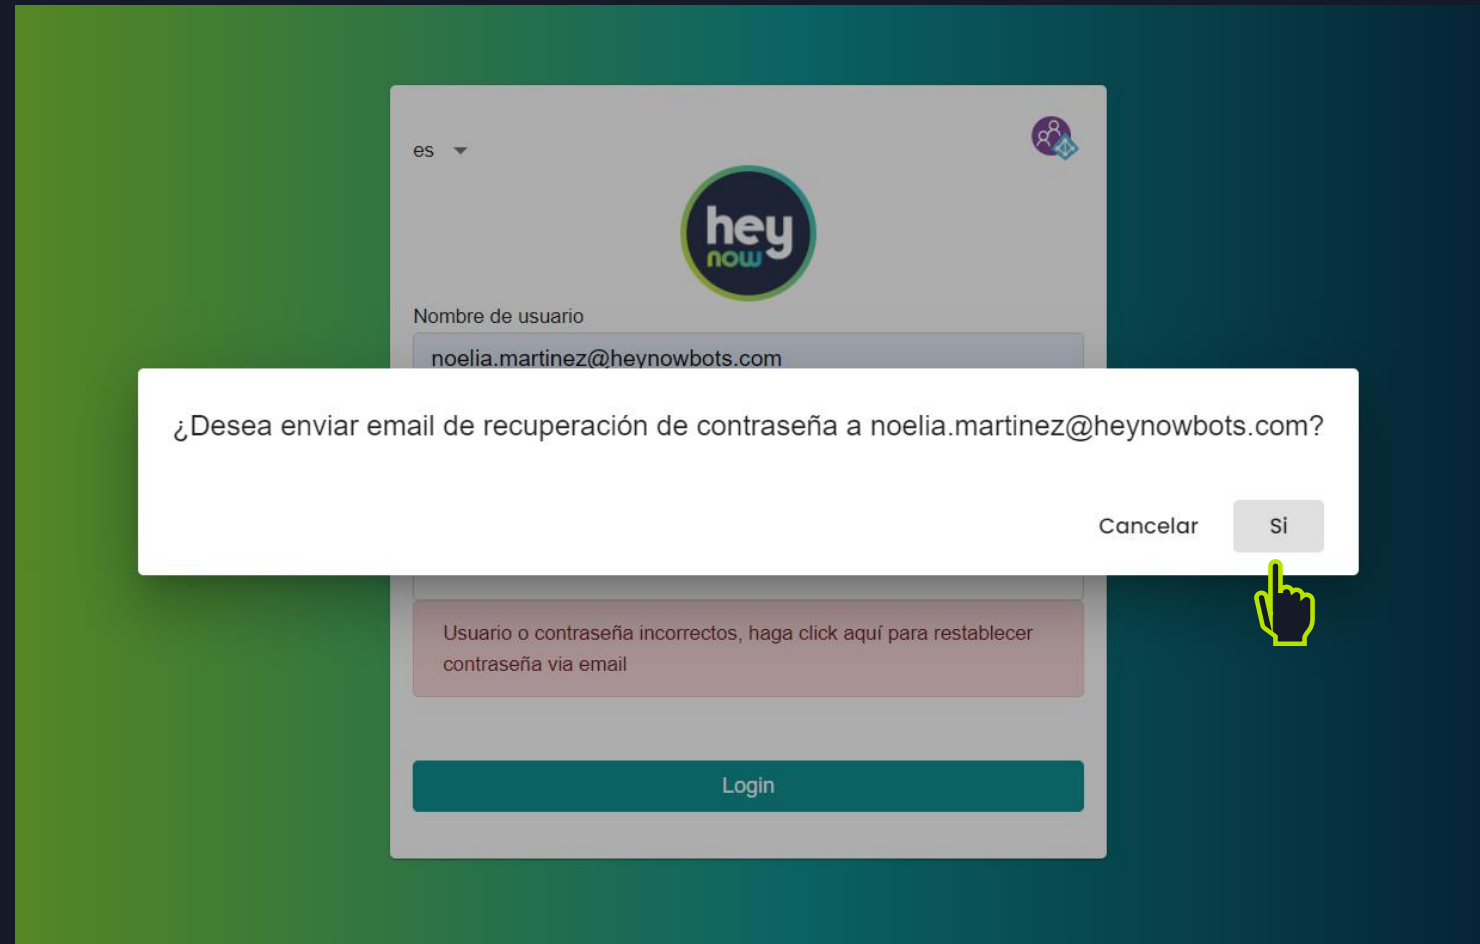 es
hey
now
Nombre de usuario
noelia.martinez@heynowbots.com
¿Desea enviar email de recuperación de contraseña a noelia.martinez@heynowbots.com?
Cancelar
Si
Usuario o contraseña incorrectos, haga click aquí para restablecer
contraseña via email
Login